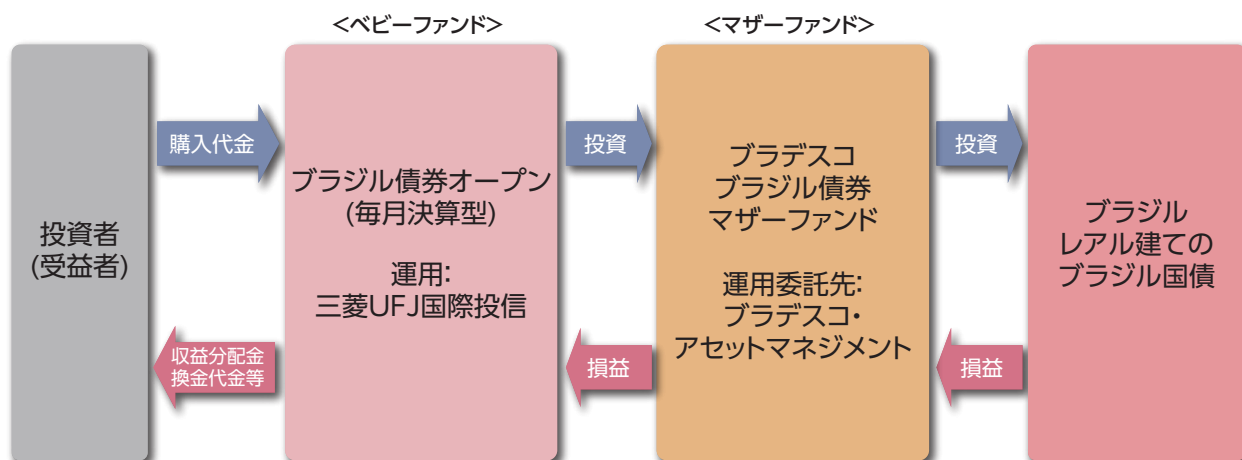 <ベビーファンド>
<マザーファンド>
投資者
(受益者)
購入代金
収益分配金
換金代金等
ブラジル債券オープン
(毎月決算型)
運用:
三菱UFJ国際投信
投資
損益
ブラデスコ
ブラジル債券
マザーファンド
運用委託先:
ブラデスコ・
アセットマネジメント
投資
損益
ブラジル
レアル建ての
ブラジル国債